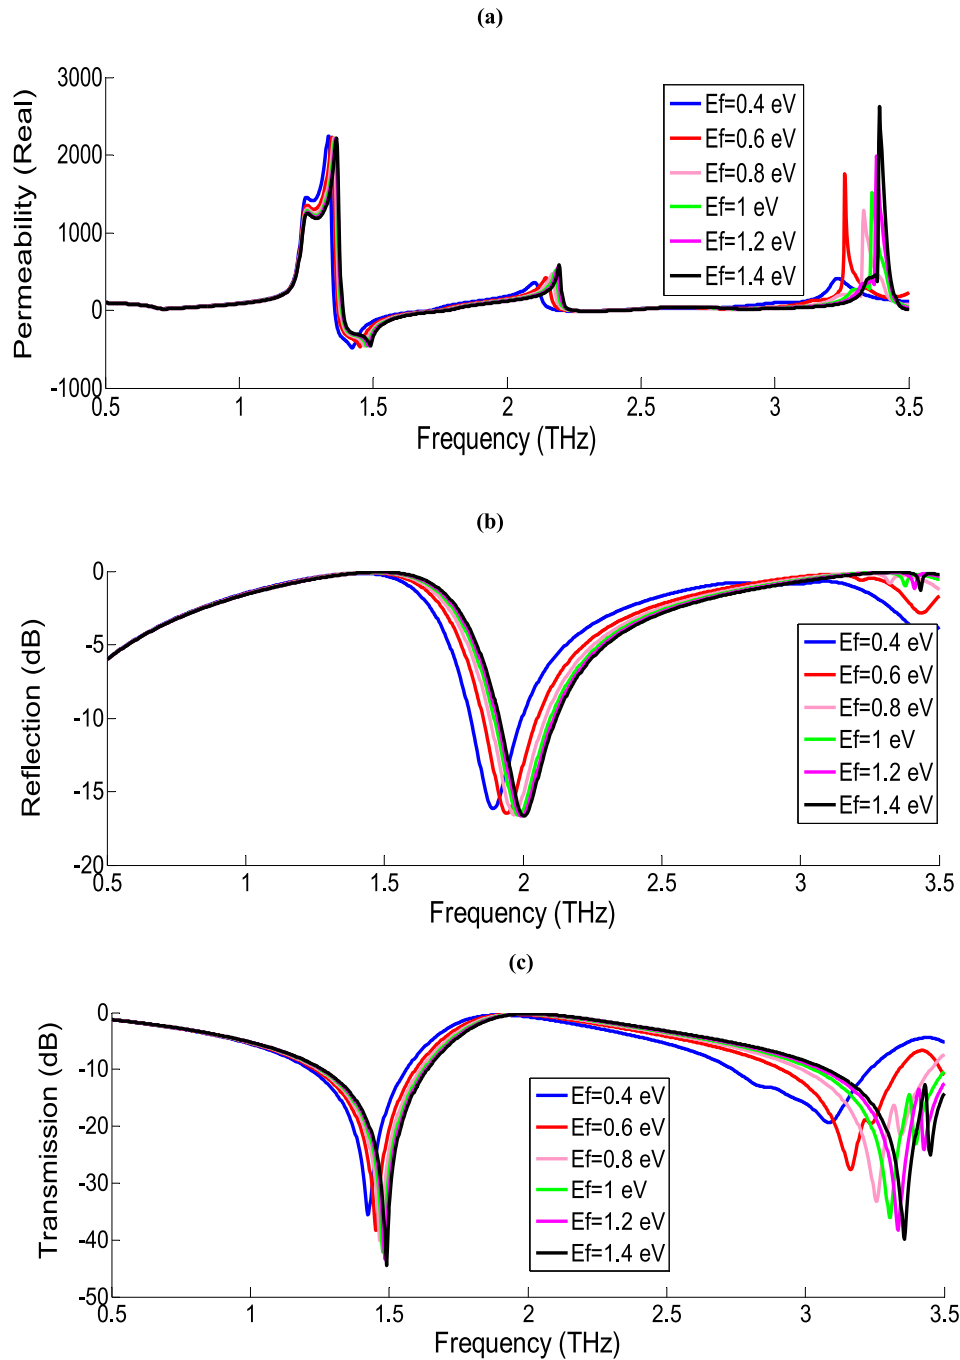 (a)
Permeability (Real)
3000
2000
1000
0
-1000
0.5
1
1.5
2
2.5
3
3.5
Frequency (THz)
Ef=0.4 eV
Ef=0.6 eV
Ef=0.8 eV
Ef=1 eV
Ef=1.2 eV
Ef=1.4 eV
(b)
Reflection (dB)
0
-5
-10
-15
-20
0.5
1
1.5
2
2.5
3
3.5
Frequency (THz)
Ef=0.4 eV
Ef=0.6 eV
Ef=0.8 eV
Ef=1 eV
Ef=1.2 eV
Ef=1.4 eV
(c)
Transmission (dB)
0
-10
-20
-30
-40
-50
0.5
1
1.5
2
2.5
3
3.5
Frequency (THz)
Ef=0.4 eV
Ef=0.6 eV
Ef=0.8 eV
Ef=1 eV
Ef=1.2 eV
Ef=1.4 eV